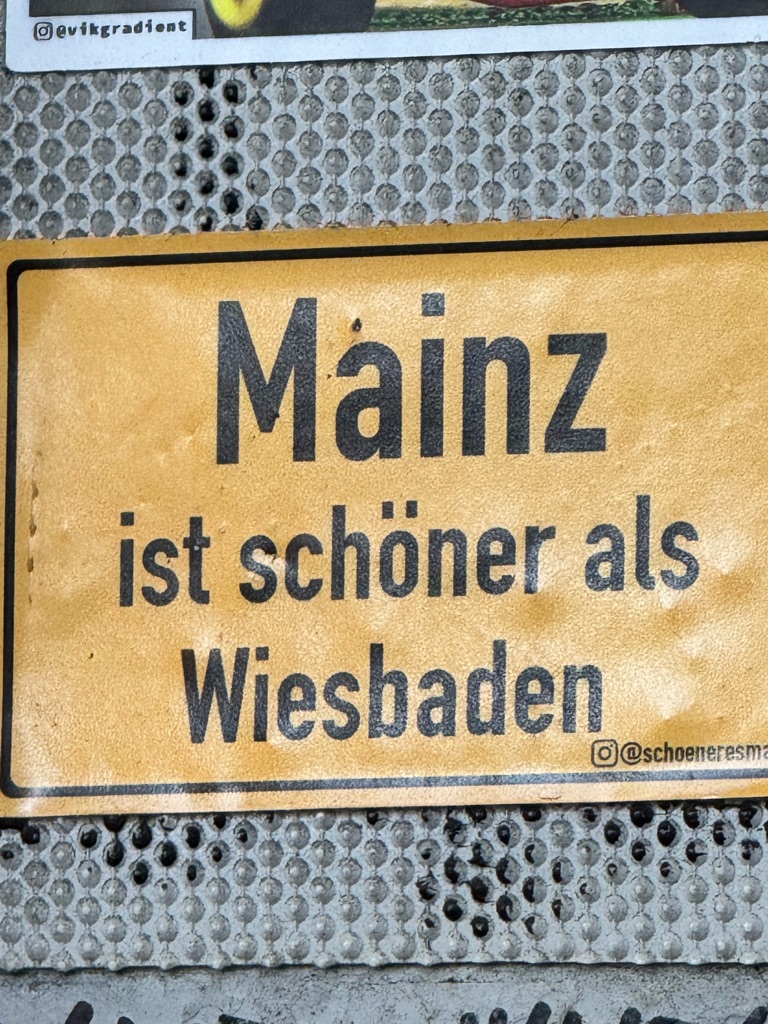 @vikgradient
Mainz
ist schöner als
Wiesbaden
@schoeneresma